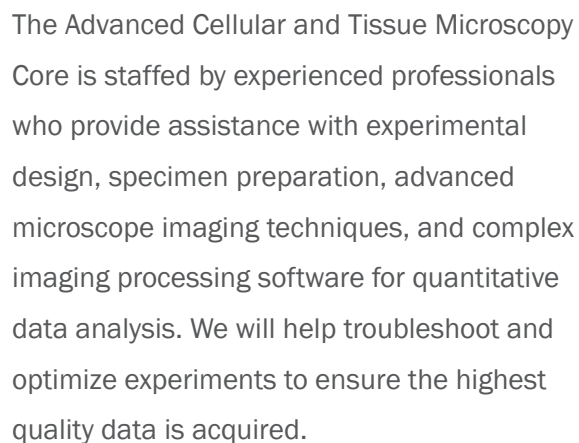 The Advanced Cellular and Tissue Microscopy
Core is staffed by experienced professionals
who provide assistance with experimental
design, specimen preparation, advanced
microscope imaging techniques, and complex
imaging processing software for quantitative
data analysis. We will help troubleshoot and
optimize experiments to ensure the highest
quality data is acquired.